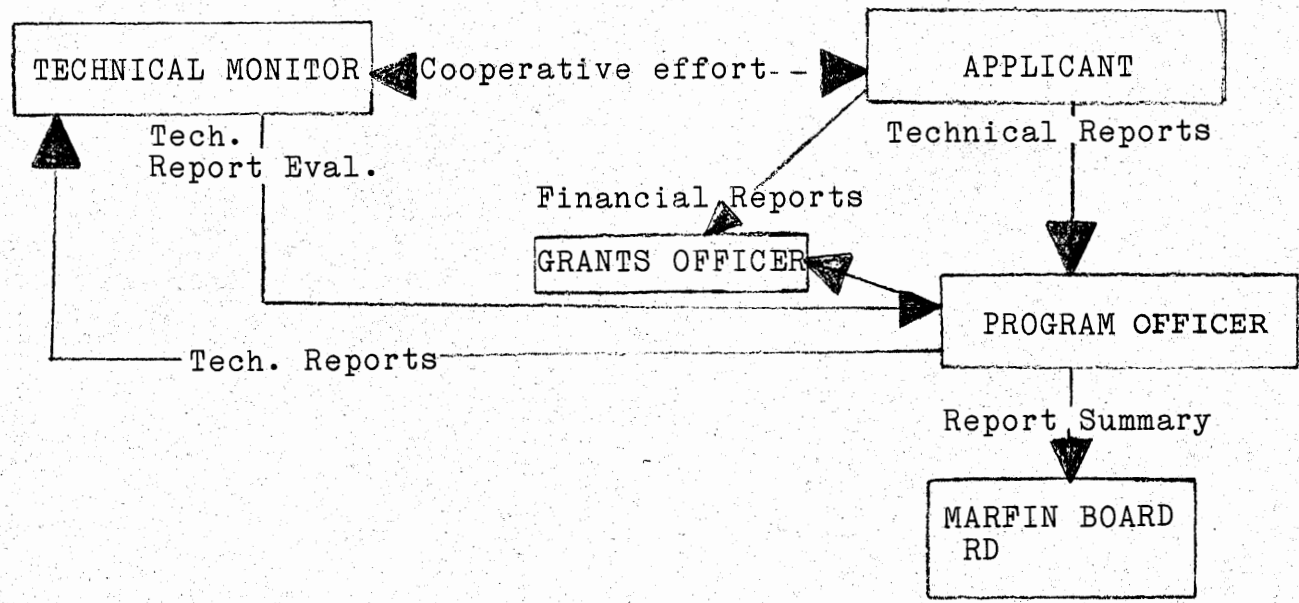 TECHNICAL MONITOR
Cooperative effort--
APPLICANT
Tech.
Report Eval.
Technical Reports
Financial Reports
GRANTS OFFICER
PROGRAM OFFICER
Tech. Reports
Report Summary
MARFIN BOARD
RD